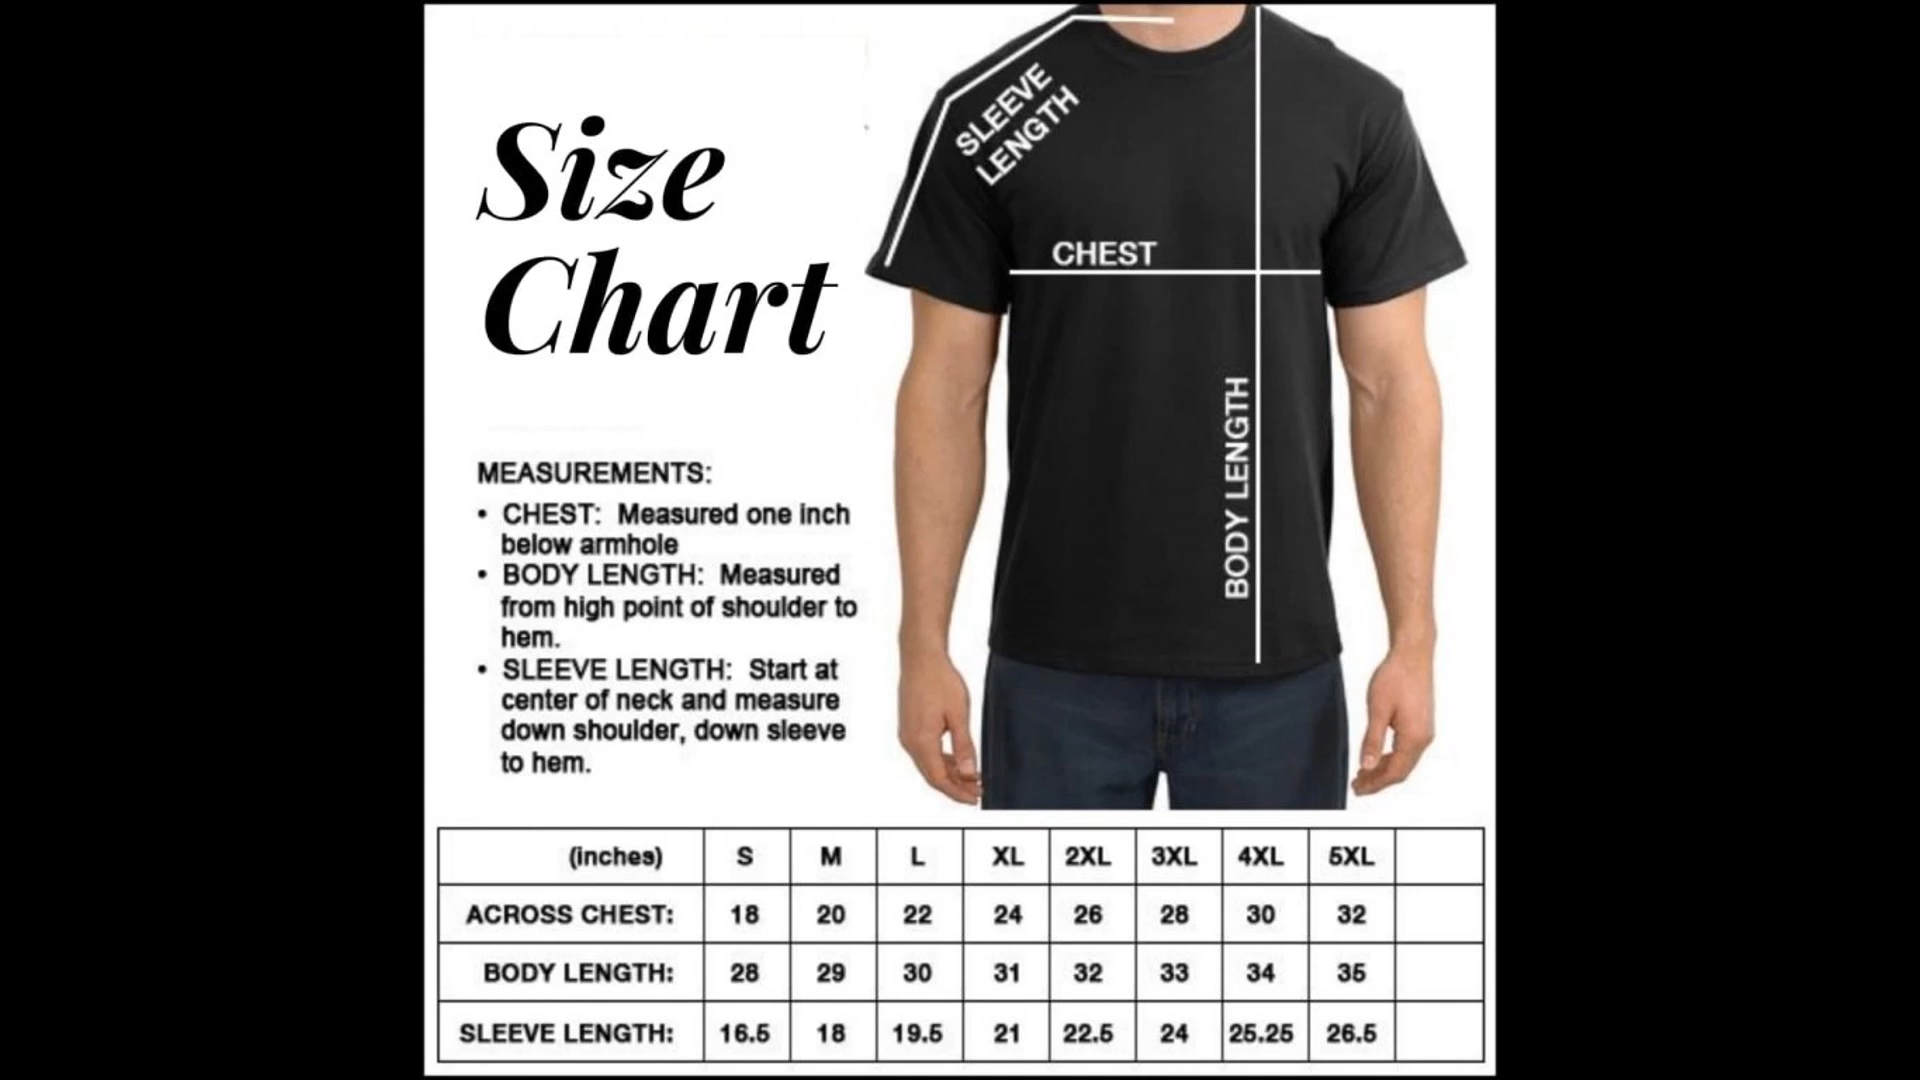 Size
Chart
SLEEVE
LENGTH
CHEST
BODY LENGTH
MEASUREMENTS:
• CHEST: Measured one inch
below armhole
• BODY LENGTH: Measured
from high point of shoulder to
hem.
• SLEEVE LENGTH: Start at
center of neck and measure
down shoulder, down sleeve
to hem.
(inches) S M L XL 2XL 3XL 4XL 5XL
ACROSS CHEST: 18 20 22 24 26 28 30 32
BODY LENGTH: 28 29 30 31 32 33 34 35
SLEEVE LENGTH: 16.5 18 19.5 21 22.5 24 25.25 26.5